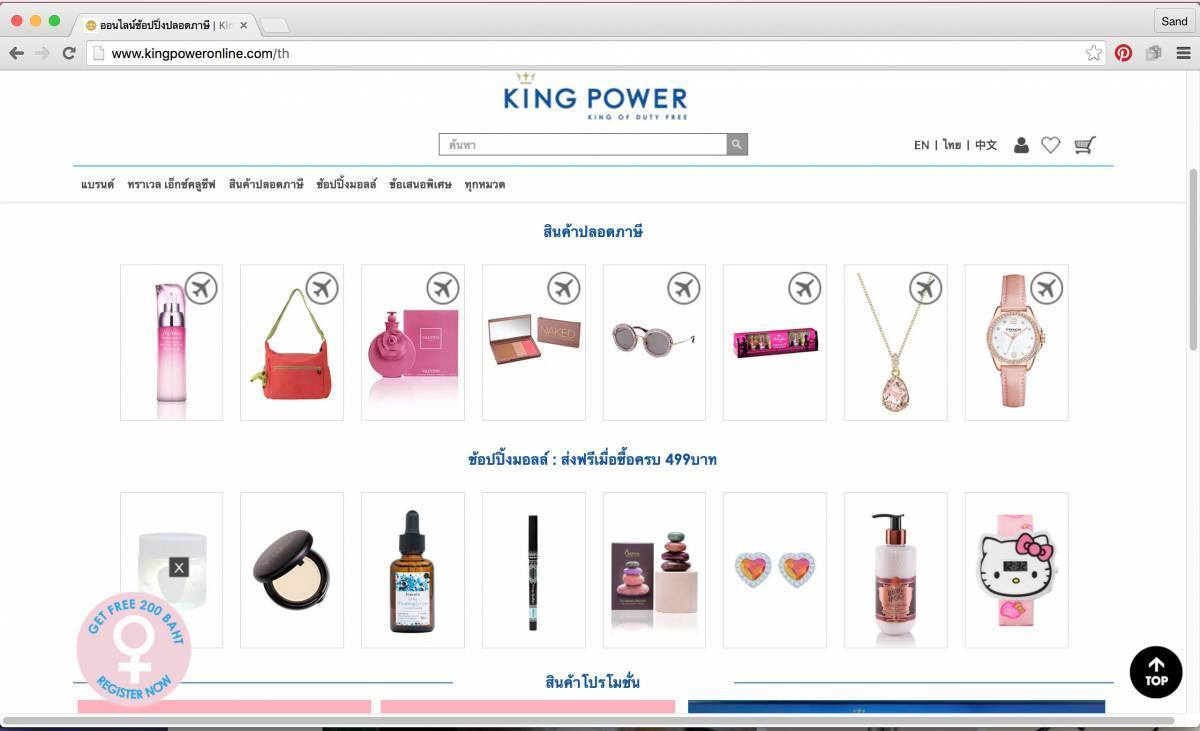 ออนไลน์ช้อปปิ้งปลอดภาษี | Kin
Sand
www.kingpoweronline.com/th
KING POWER
KING OF DUTY FREE
ค้นหา
EN | ไทย | 中文
แบรนด์ ทราเวล เอ็กซ์คลูซีฟ สินค้าปลอดภาษี ช้อปปิ้งมอลล์ ข้อเสนอพิเศษ ทุกหมวด
สินค้าปลอดภาษี
VALENTINO
NAKED
COACH
ช้อปปิ้งมอลล์ : ส่งฟรีเมื่อซื้อครบ 499บาท
X
GET FREE 200 BAHT
REGISTER NOW
TOP
สินค้าโปรโมชั่น